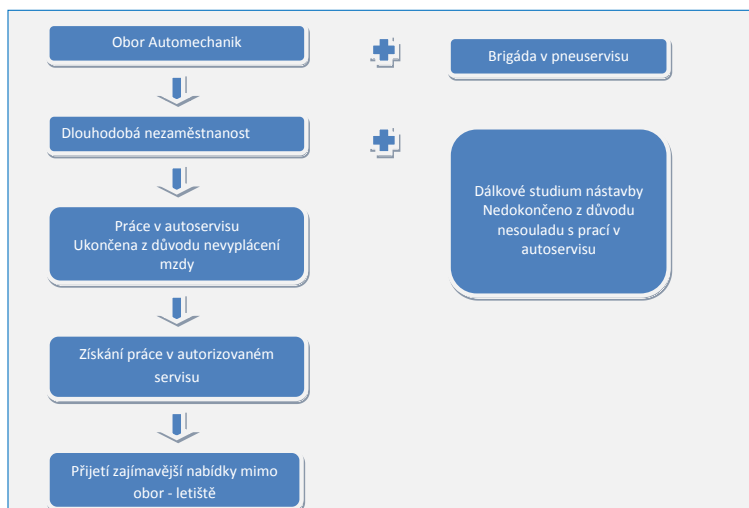 Obor Automechanik
Brigáda v pneuservisu
Dlouhodobá nezaměstnanost
Dálkové studium nástavby
Nedokončeno z důvodu
nesouladu s prací v
autoservisu
Práce v autoservisu
Ukončena z důvodu nevyplácení
mzdy
Získání práce v autorizovaném
servisu
Přijetí zajímavější nabídky mimo
obor - letiště